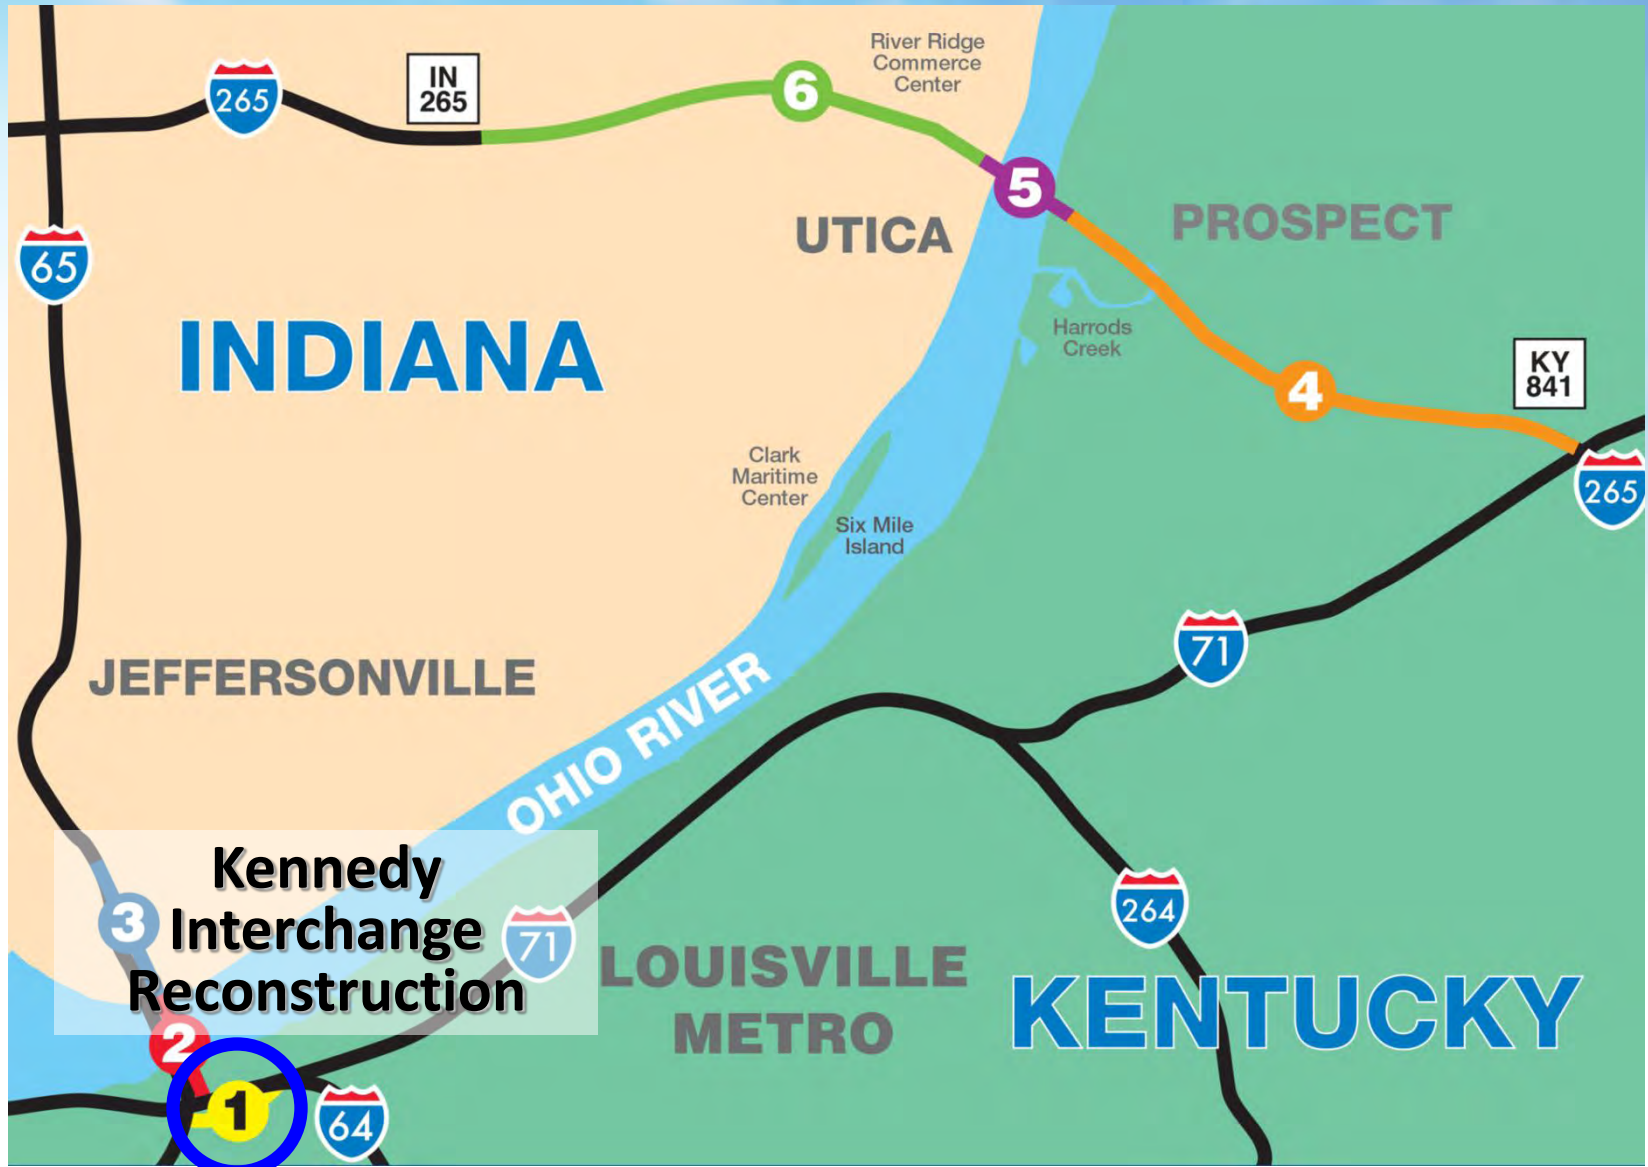 River Ridge
Commerce
Center
IN
265
265
6
5
UTICA
PROSPECT
65
INDIANA
Harrods
Creek
4
KY
841
265
Clark
Maritime
Center
Six Mile
Island
71
JEFFERSONVILLE
OHIO RIVER
Kennedy
Interchange
Reconstruction
3
71
264
LOUISVILLE
METRO
KENTUCKY
2
1
64